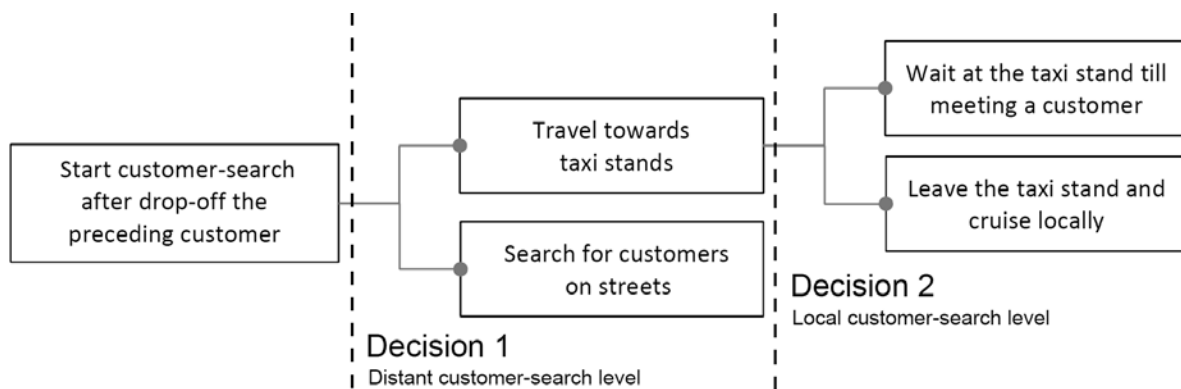 Start customer-search
after drop-off the
preceding customer
Travel towards
taxi stands
Search for customers
on streets
Decision 1
Distant customer-search level
Wait at the taxi stand till
meeting a customer
Leave the taxi stand and
cruise locally
Decision 2
Local customer-search level